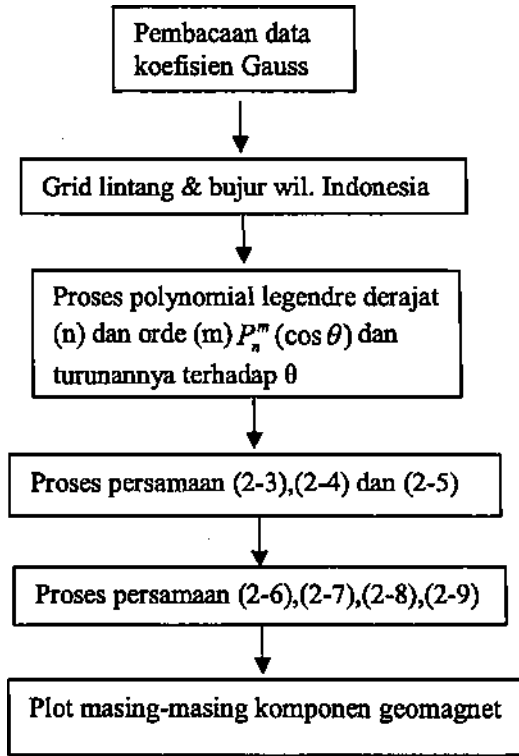 Pembacaan data
koefisien Gauss
Grid lintang & bujur wil. Indonesia
Proses polynomial legendre derajat
(n) dan orde (m) Pₙᵐ (cos θ) dan
turunannya terhadap θ
Proses persamaan (2-3),(2-4) dan (2-5)
Proses persamaan (2-6),(2-7),(2-8),(2-9)
Plot masing-masing komponen geomagnet